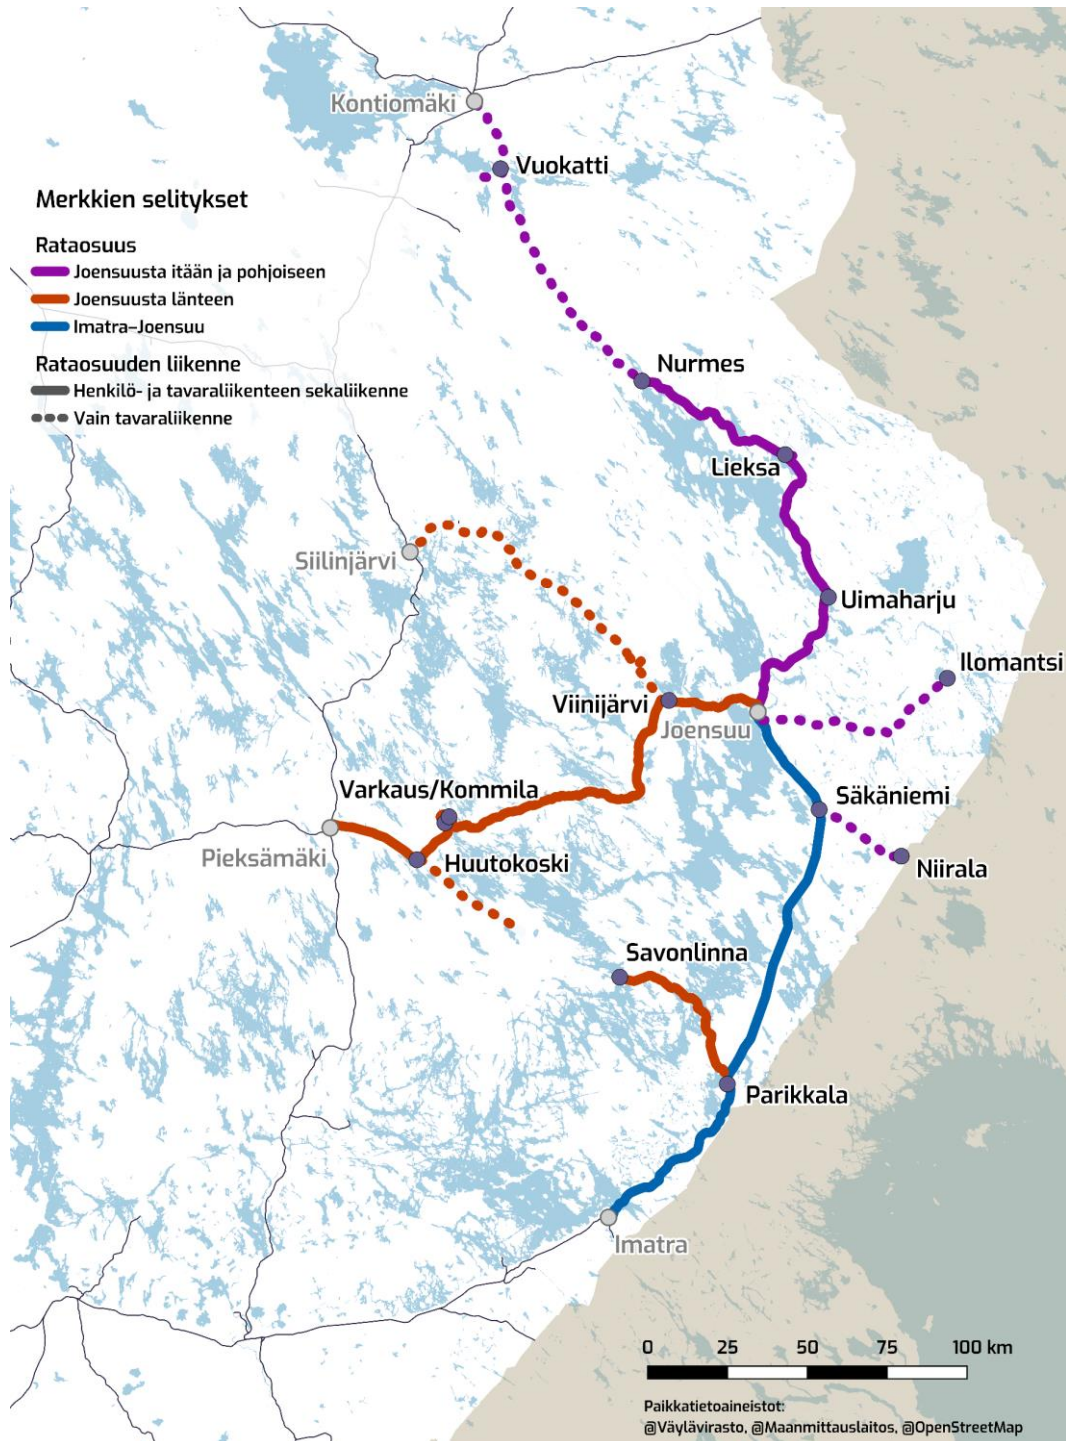 Kontiomäki
Vuokatti
Merkkien selitykset
Rataosuus
Joensuusta itään ja pohjoiseen
Joensuusta länteen
Imatra–Joensuu
Rataosuuden liikenne
Henkilö- ja tavaraliikenteen sekaliikenne
Vain tavaraliikenne
Nurmes
Lieksa
Siilinjärvi
Uimaharju
Ilomantsi
Viinijärvi
Joensuu
Varkaus/Kommila
Säkäniemi
Pieksämäki
Huutokoski
Niirala
Savonlinna
Parikkala
Imatra
0 25 50 75 100 km
Paikkatietoaineistot:
@Väylävirasto, @Maanmittauslaitos, @OpenStreetMap